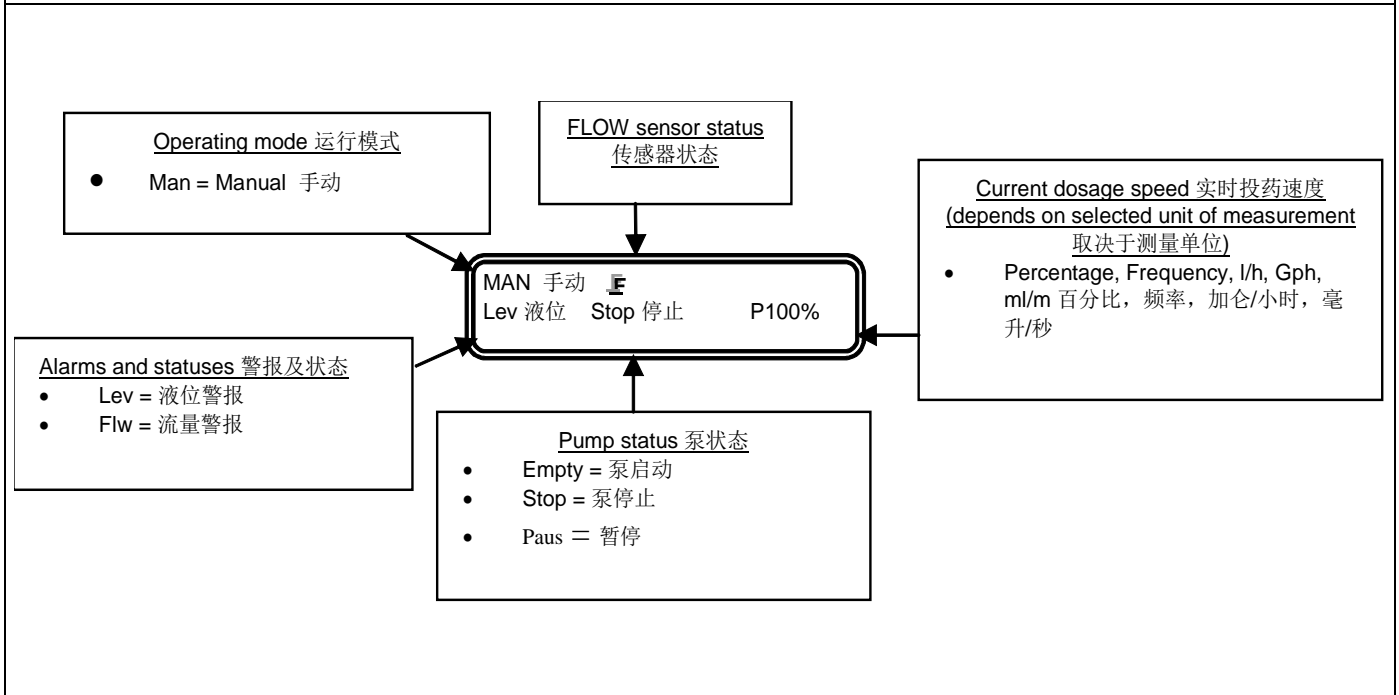 Operating mode 运行模式
● Man = Manual 手动
FLOW sensor status
传感器状态
Current dosage speed 实时投药速度
(depends on selected unit of measurement
取决于测量单位)
• Percentage, Frequency, l/h, Gph,
ml/m 百分比，频率，加仑/小时，毫
升/秒
MAN 手动 F
Lev 液位 Stop 停止 P100%
Alarms and statuses 警报及状态
• Lev = 液位警报
• Flw = 流量警报
Pump status 泵状态
• Empty = 泵启动
• Stop = 泵停止
• Paus ＝ 暂停